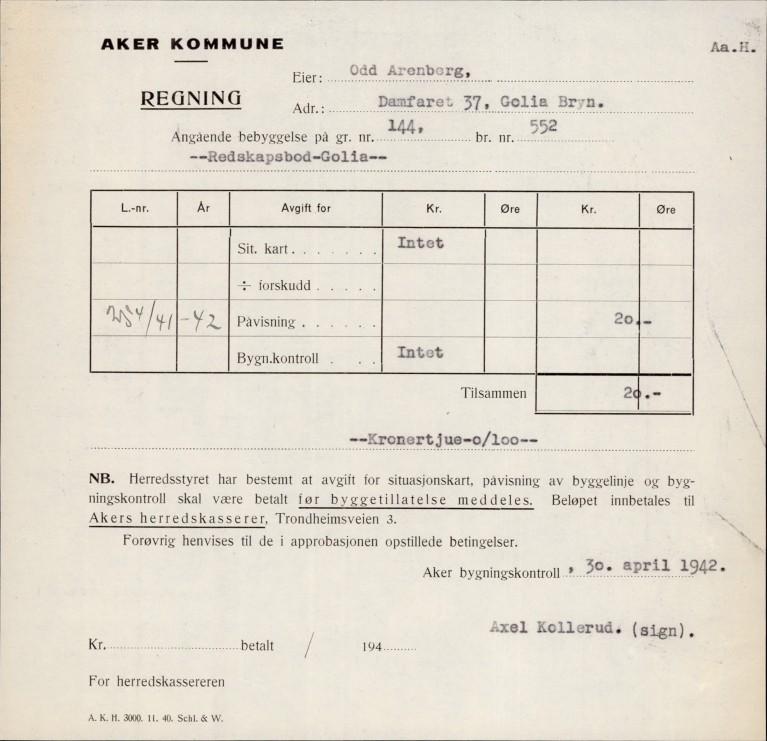 AKER KOMMUNE
Aa.H.
Eier: Odd Arenberg,
REGNING
Adr.: Damfaret 37, Golia Bryn.
Angående bebyggelse på gr. nr. 144, br. nr. 552
--Redskapsbod-Golia--
L.-nr. År Avgift for Kr. Øre Kr. Øre
Sit. kart Intet
÷ forskudd
254/41 -42 Påvisning 2o.-
Bygn.kontroll Intet
Tilsammen 2o.-
--Kronertjue-o/loo--
NB. Herredsstyret har bestemt at avgift for situasjonskart, påvisning av byggelinje og byg-
ningskontroll skal være betalt før byggetillatelse meddeles. Beløpet innbetales til
Akers herredskasserer, Trondheimsveien 3.
Forøvrig henvises til de i approbasjonen opstillede betingelser.
Aker bygningskontroll , 3o. april 1942.
Axel Kollerud. (sign).
Kr. betalt / 194
For herredskassereren
A. K. H. 3000. 11. 40. Schl. & W.